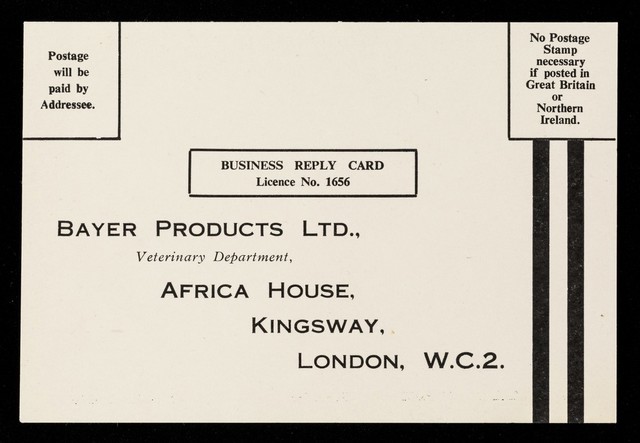 Postage
will be
paid by
Addressee.
No Postage
Stamp
necessary
if posted in
Great Britain
or
Northern
Ireland.
BUSINESS REPLY CARD
Licence No. 1656
BAYER PRODUCTS LTD.,
Veterinary Department,
AFRICA HOUSE,
KINGSWAY,
LONDON, W.C.2.